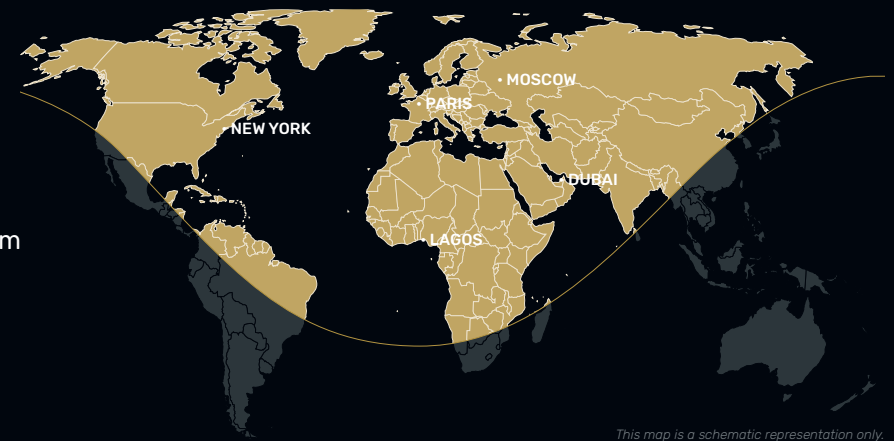 MOSCOW
PARIS
NEW YORK
DUBAI
m
LAGOS
This map is a schematic representation only.